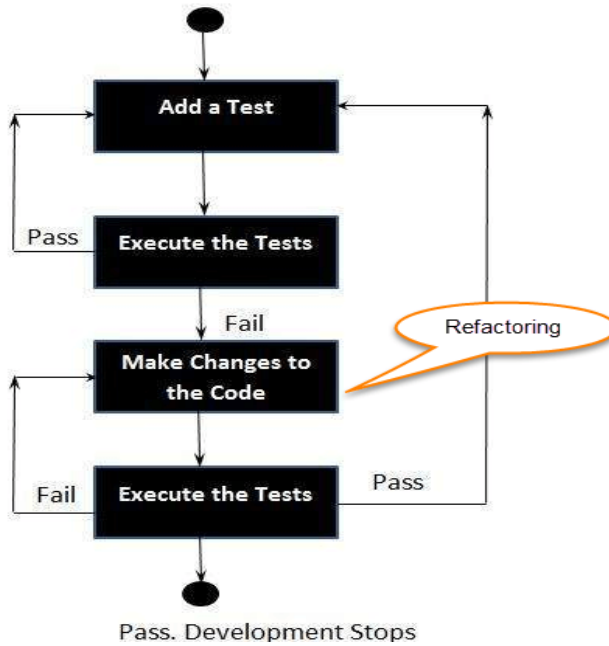 Add a Test
Pass
Execute the Tests
Fail
Refactoring
Make Changes to
the Code
Fail
Execute the Tests
Pass
Pass. Development Stops